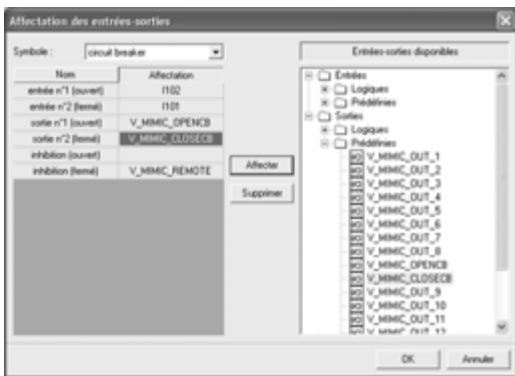 Affectation des entrées-sorties
Symbole : circuit breaker
Nom Affectation
entrée n°1 (ouvert) I102
entrée n°2 (fermé) I101
sortie n°1 (ouvert) V_MIMIC_OPENCB
sortie n°2 (fermé) V_MIMIC_CLOSECB
inhibition (ouvert)
inhibition (fermé) V_MIMIC_REMOTE
Affecter
Supprimer
Entrées-sorties disponibles
Entrées
Logiques
Prédéfinies
Sorties
Logiques
Prédéfinies
V_MIMIC_OUT_1
V_MIMIC_OUT_2
V_MIMIC_OUT_3
V_MIMIC_OUT_4
V_MIMIC_OUT_5
V_MIMIC_OUT_6
V_MIMIC_OUT_7
V_MIMIC_OUT_8
V_MIMIC_OPENCB
V_MIMIC_CLOSECB
V_MIMIC_OUT_9
V_MIMIC_OUT_10
V_MIMIC_OUT_11
V_MIMIC_OUT_12
OK Annuler